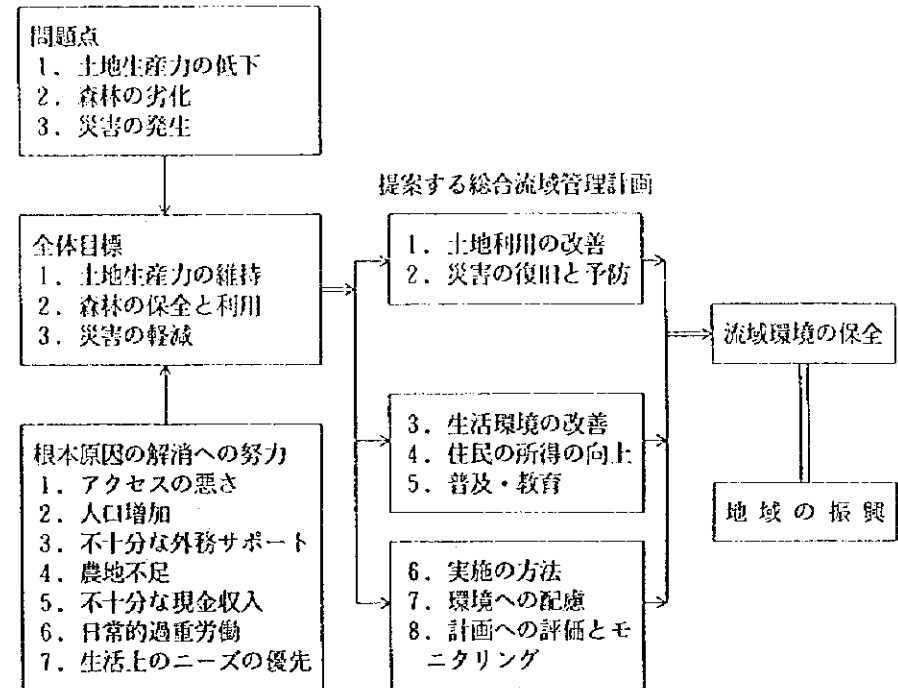 問題点
1．土地生産力の低下
2．森林の劣化
3．災害の発生
全体目標
1．土地生産力の維持
2．森林の保全と利用
3．災害の軽減
根本原因の解消への努力
1．アクセスの悪さ
2．人口増加
3．不十分な外務サポート
4．農地不足
5．不十分な現金収入
6．日常的過重労働
7．生活上のニーズの優先
提案する総合流域管理計画
1．土地利用の改善
2．災害の復旧と予防
3．生活環境の改善
4．住民の所得の向上
5．普及・教育
6．実施の方法
7．環境への配慮
8．計画への評価とモ
ニタリング
流域環境の保全
地域の振興